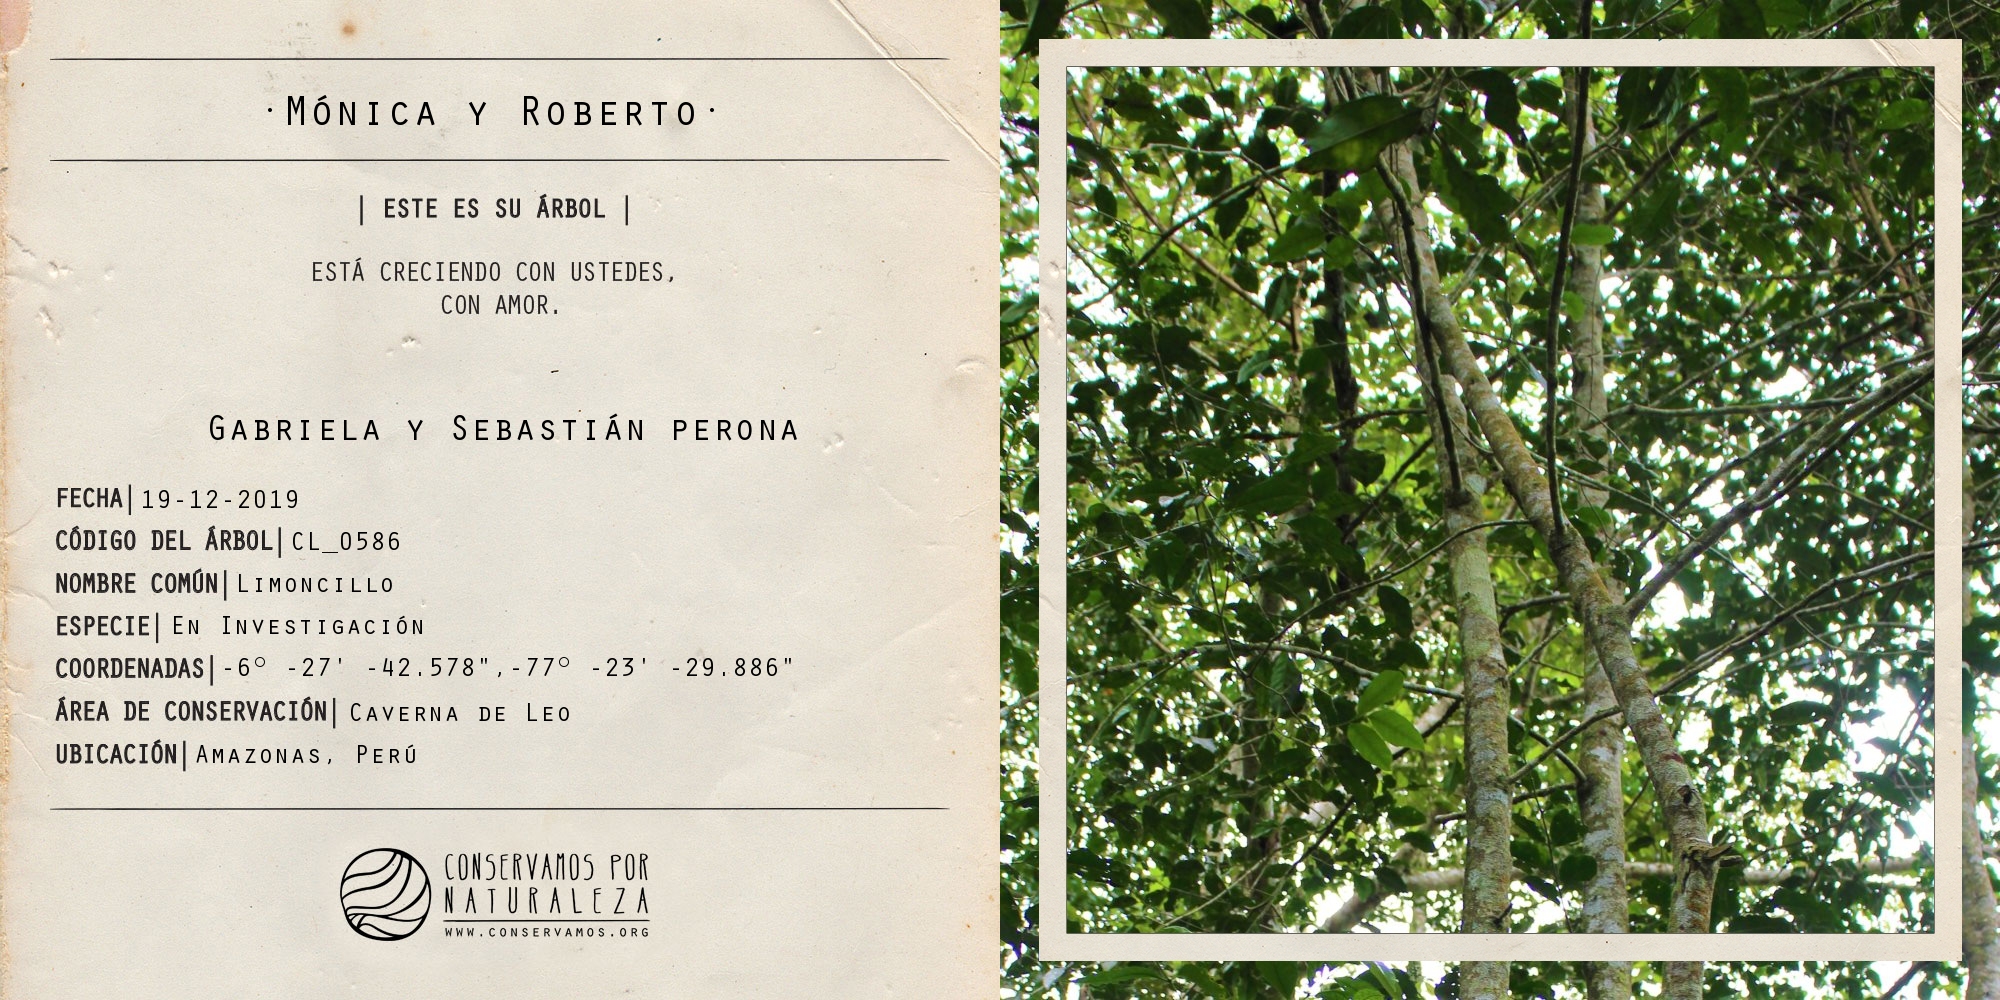 ·Mónica y Roberto·
| ESTE ES SU ÁRBOL |
ESTÁ CRECIENDO CON USTEDES,
CON AMOR.
Gabriela y Sebastián perona
FECHA| 19-12-2019
CÓDIGO DEL ÁRBOL| CL_0586
NOMBRE COMÚN| Limoncillo
ESPECIE| En Investigación
COORDENADAS| -6° -27' -42.578",-77° -23' -29.886"
ÁREA DE CONSERVACIÓN| Caverna de Leo
UBICACIÓN| Amazonas, Perú
CONSERVAMOS POR
NATURALEZA
WWW.CONSERVAMOS.ORG